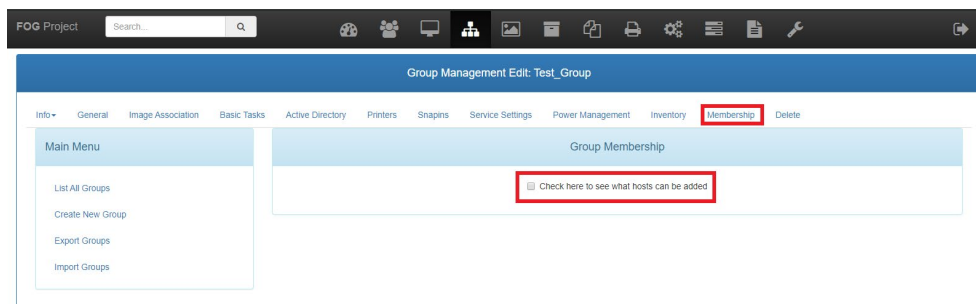 FOG Project Search...
Group Management Edit: Test_Group
Info General Image Association Basic Tasks Active Directory Printers Snapins Service Settings Power Management Inventory Membership Delete
Main Menu
Group Membership
List All Groups
Check here to see what hosts can be added
Create New Group
Export Groups
Import Groups